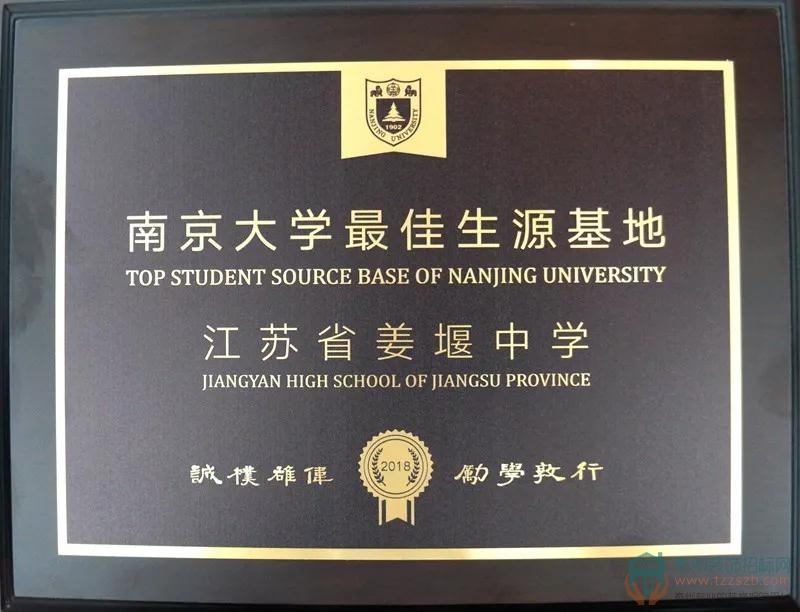 1902
NANJING UNIVERSITY
南京大学最佳生源基地
TOP STUDENT SOURCE BASE OF NANJING UNIVERSITY
江苏省姜堰中学
JIANGYAN HIGH SCHOOL OF JIANGSU PROVINCE
誠樸雄偉 2018 勵學敦行
www.tzzszb.com